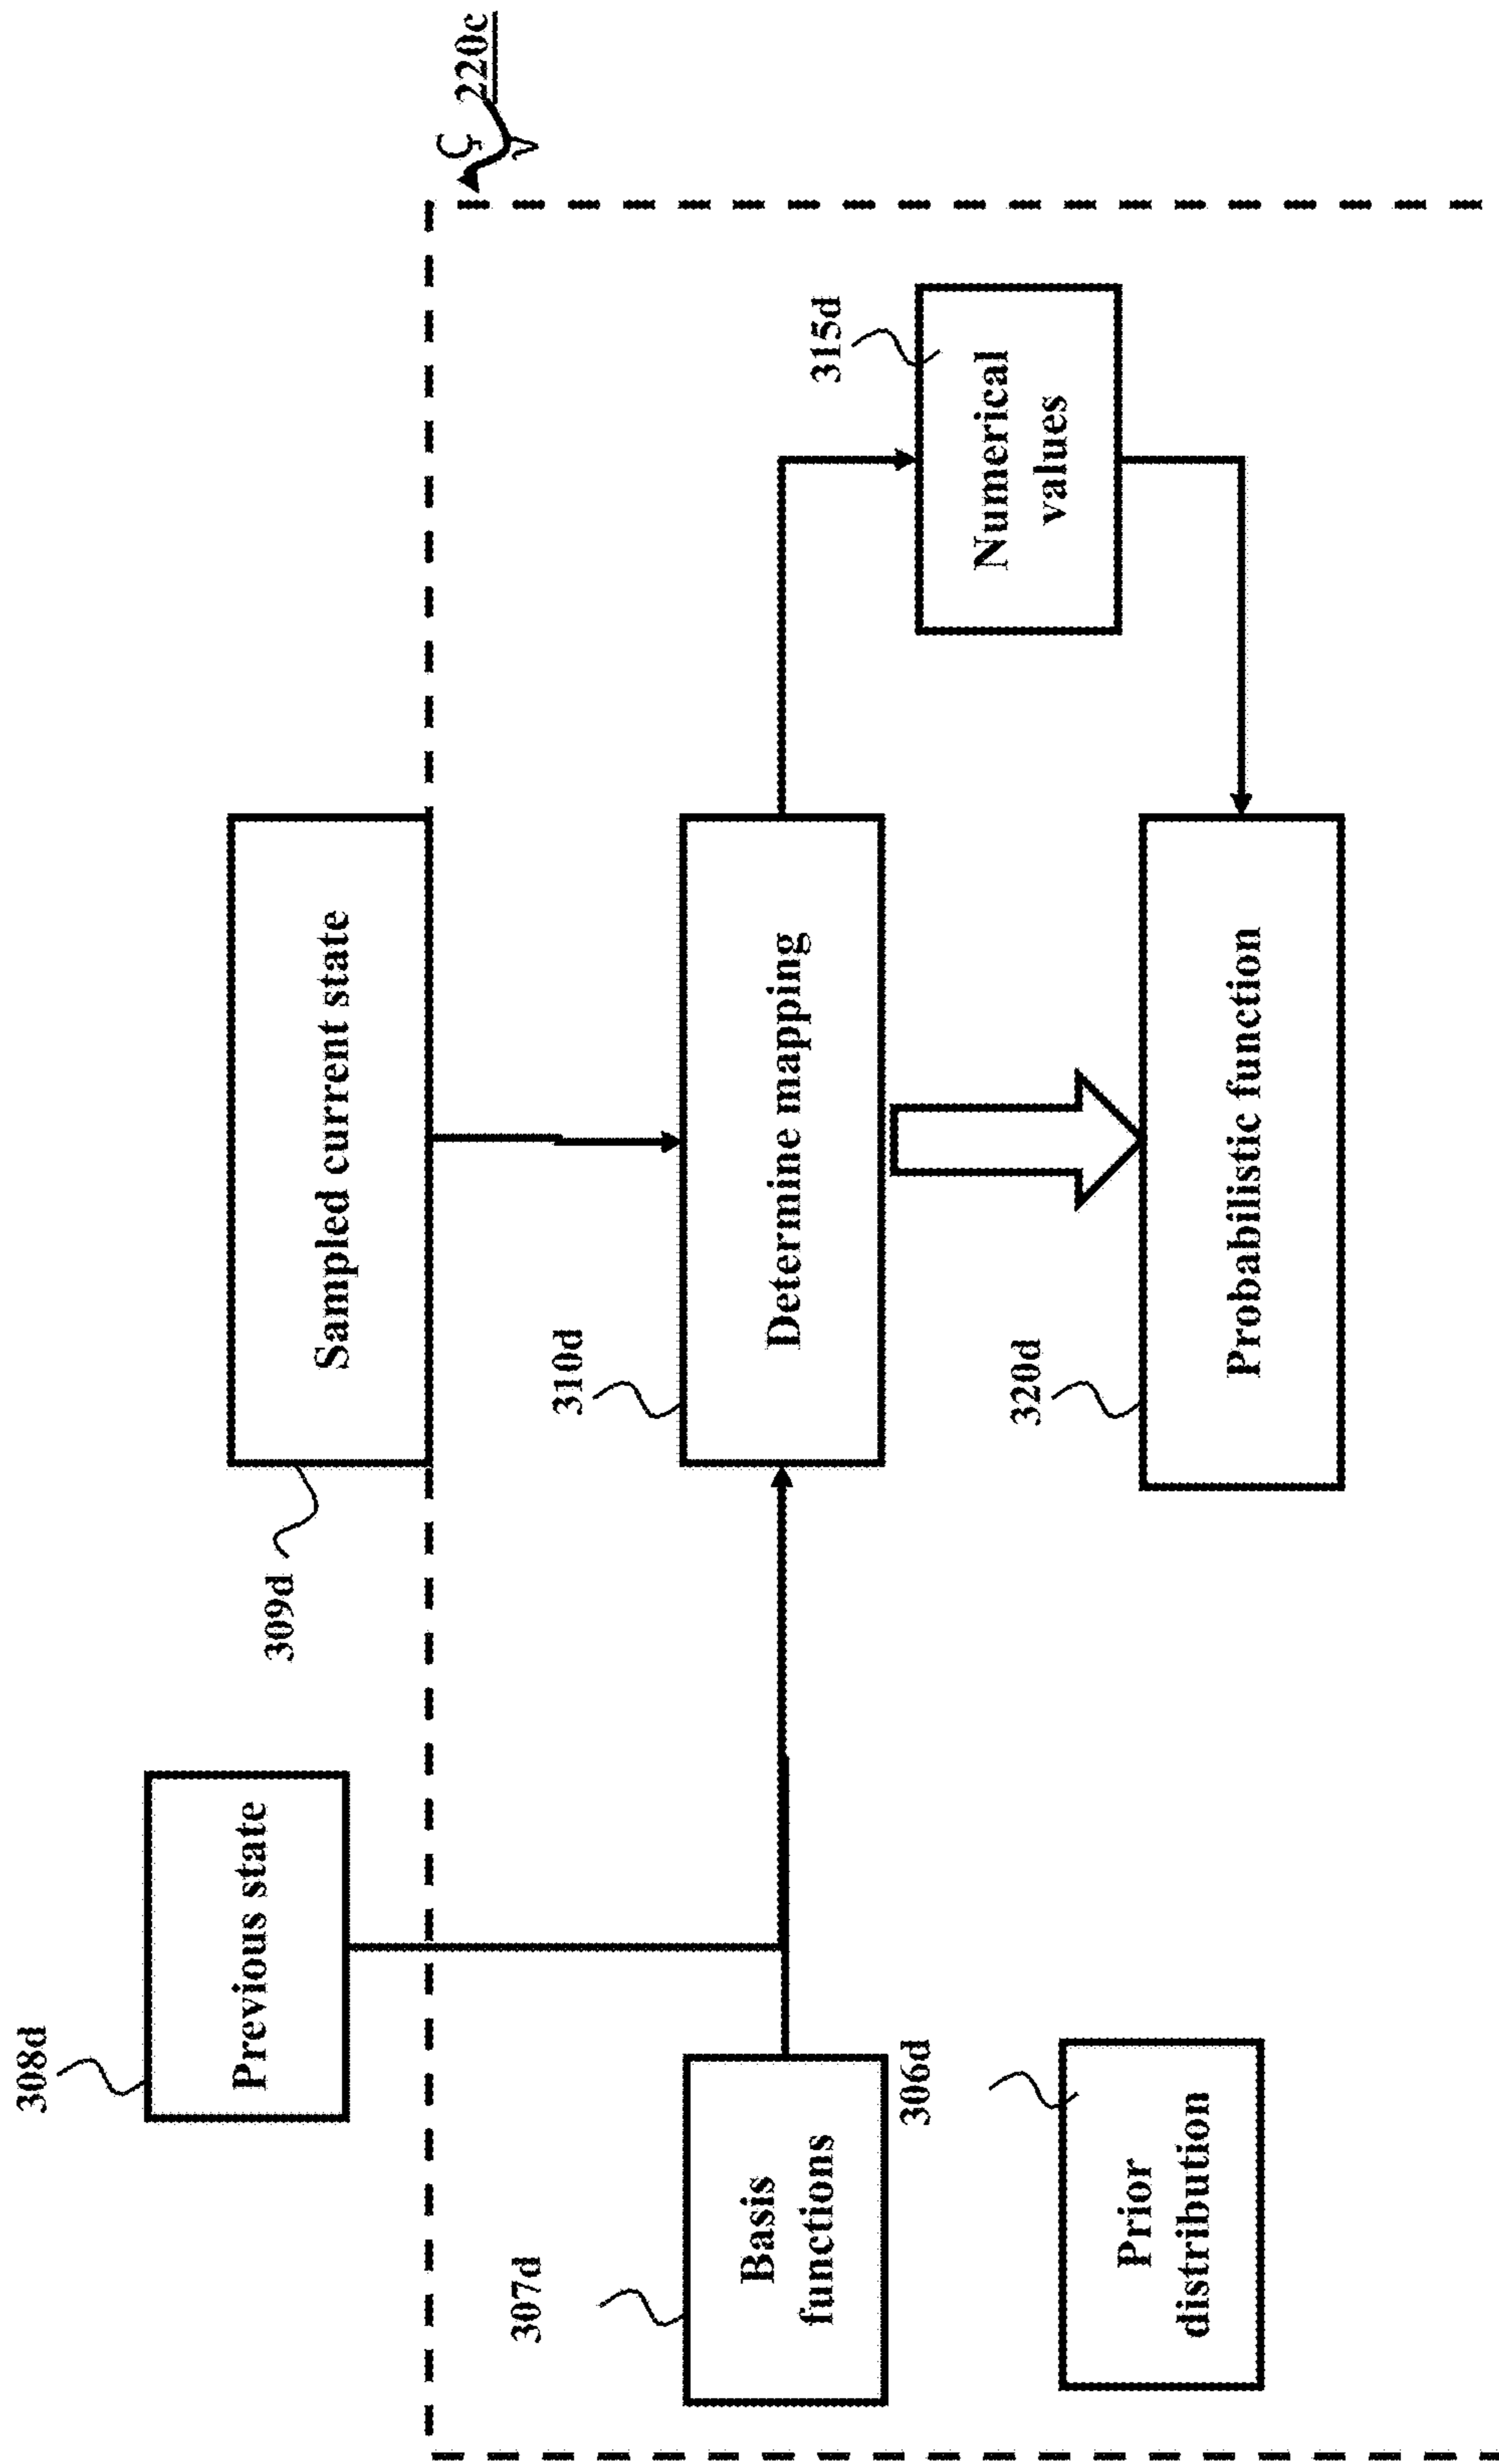 220c
308d
Previous state
309d
Sampled current state
307d
Basis
functions
310d
Determine mapping
315d
Numerical
values
306d
Prior
distribution
320d
Probabilistic function